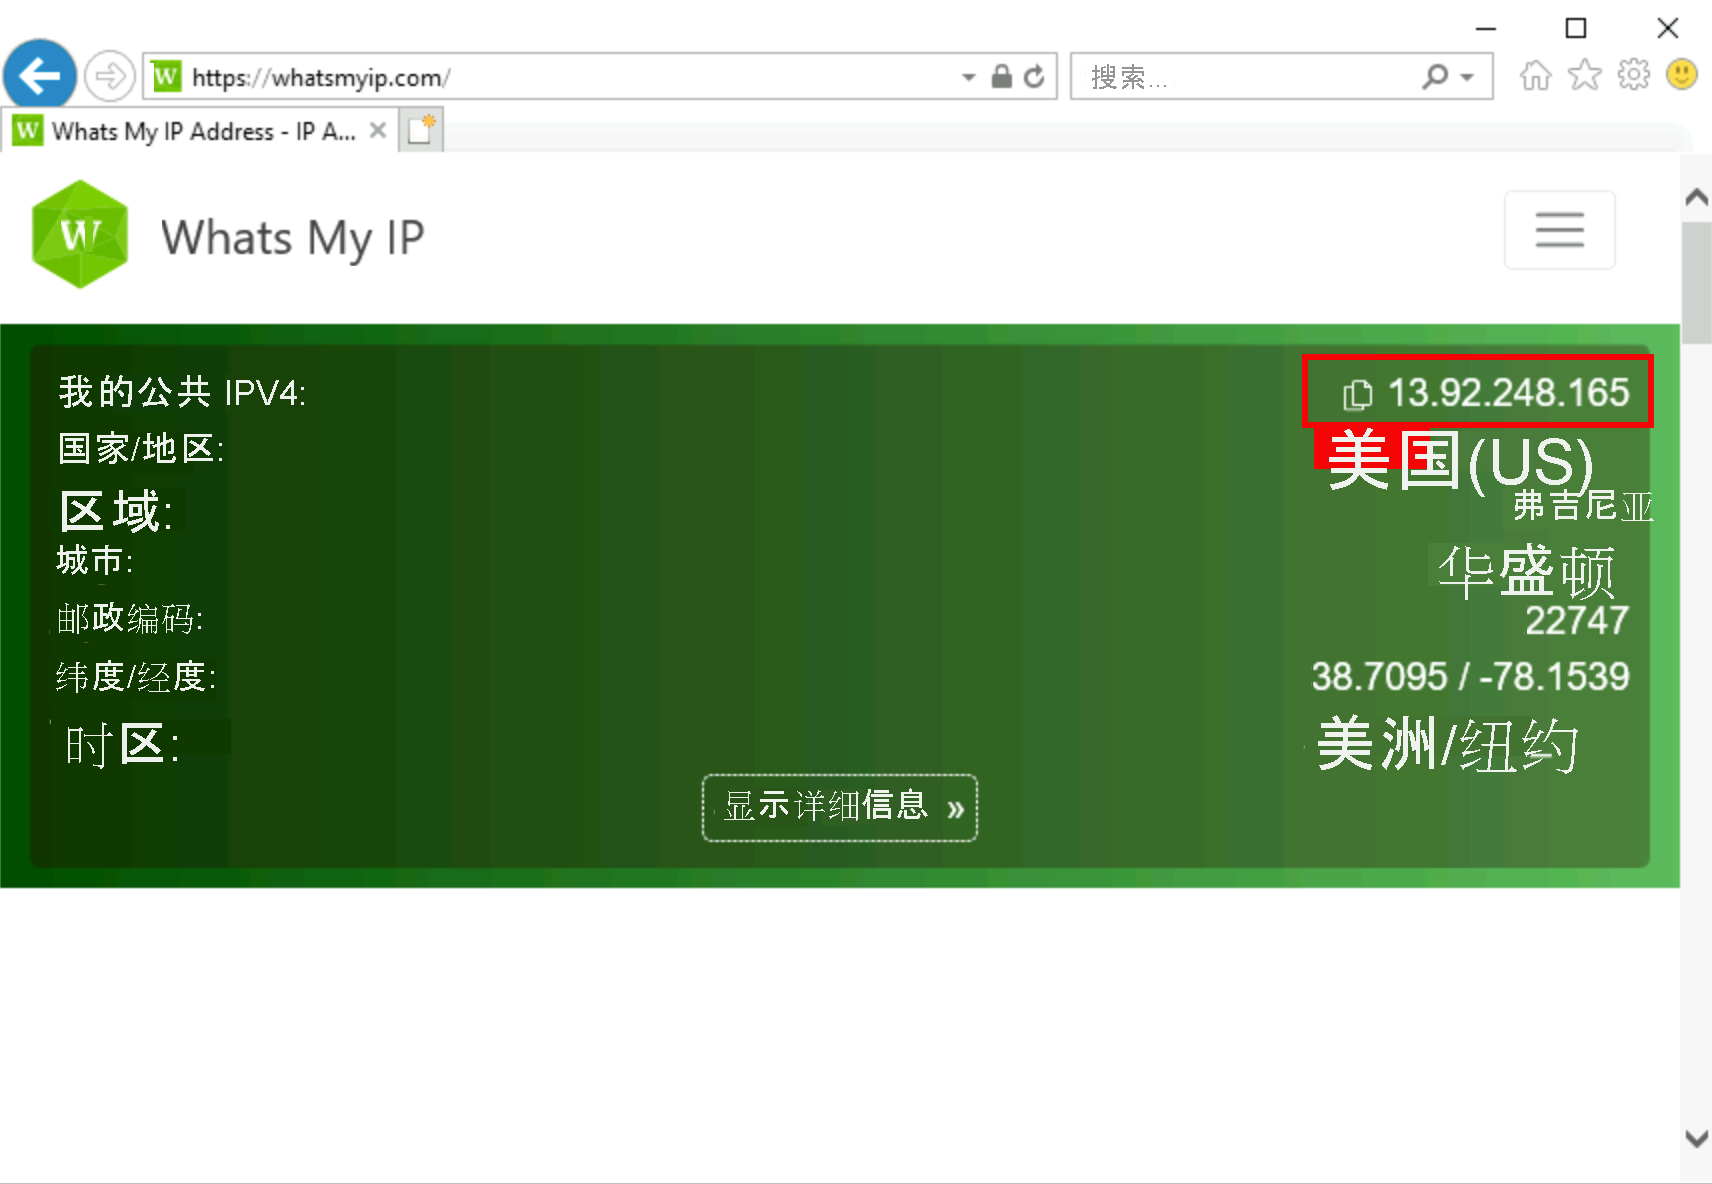 https://whatsmyip.com/
搜索...
Whats My IP Address - IP A...
W
Whats My IP
我的公共 IPV4:
13.92.248.165
国家/地区:
美国(US)
区域:
弗吉尼亚
城市:
华盛顿
邮政编码:
22747
纬度/经度:
38.7095 / -78.1539
时区:
美洲/纽约
显示详细信息 »